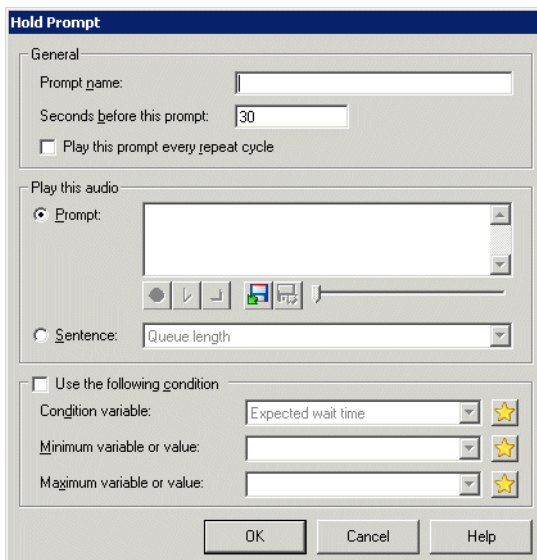 Hold Prompt
General
Prompt name:
Seconds before this prompt: 30
Play this prompt every repeat cycle
Play this audio
Prompt:
Sentence: Queue length
Use the following condition
Condition variable: Expected wait time
Minimum variable or value:
Maximum variable or value:
OK Cancel Help